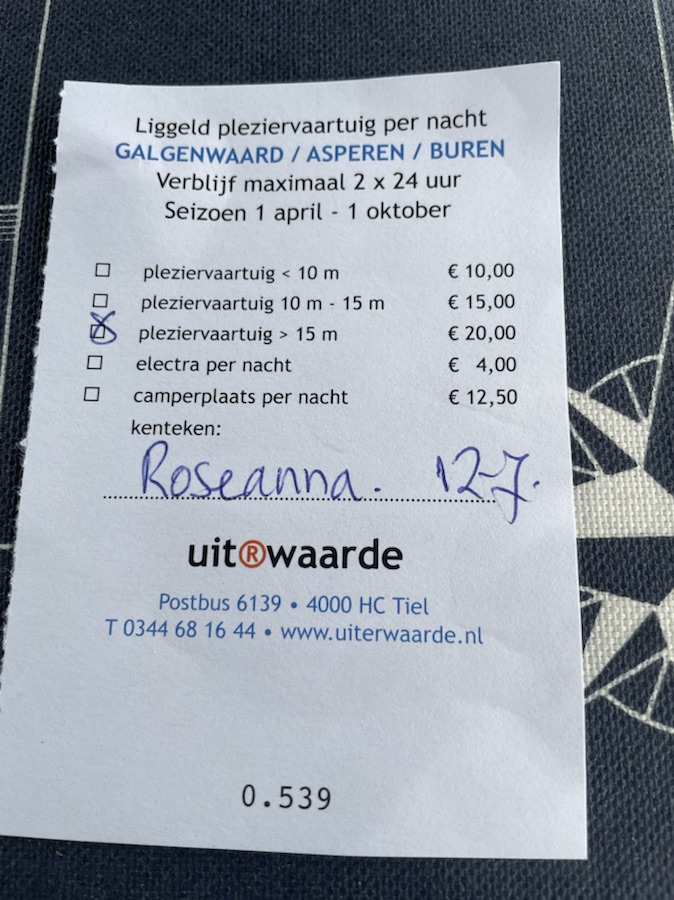 Liggeld pleziervaartuig per nacht
GALGENWAARD / ASPEREN / BUREN
Verblijf maximaal 2 x 24 uur
Seizoen 1 april - 1 oktober
☐ pleziervaartuig < 10 m € 10,00
☐ pleziervaartuig 10 m - 15 m € 15,00
☒ pleziervaartuig > 15 m € 20,00
☐ electra per nacht € 4,00
☐ camperplaats per nacht € 12,50
kenteken:
Roseanna. 12-7.
uit®waarde
Postbus 6139 • 4000 HC Tiel
T 0344 68 16 44 • www.uiterwaarde.nl
0.539